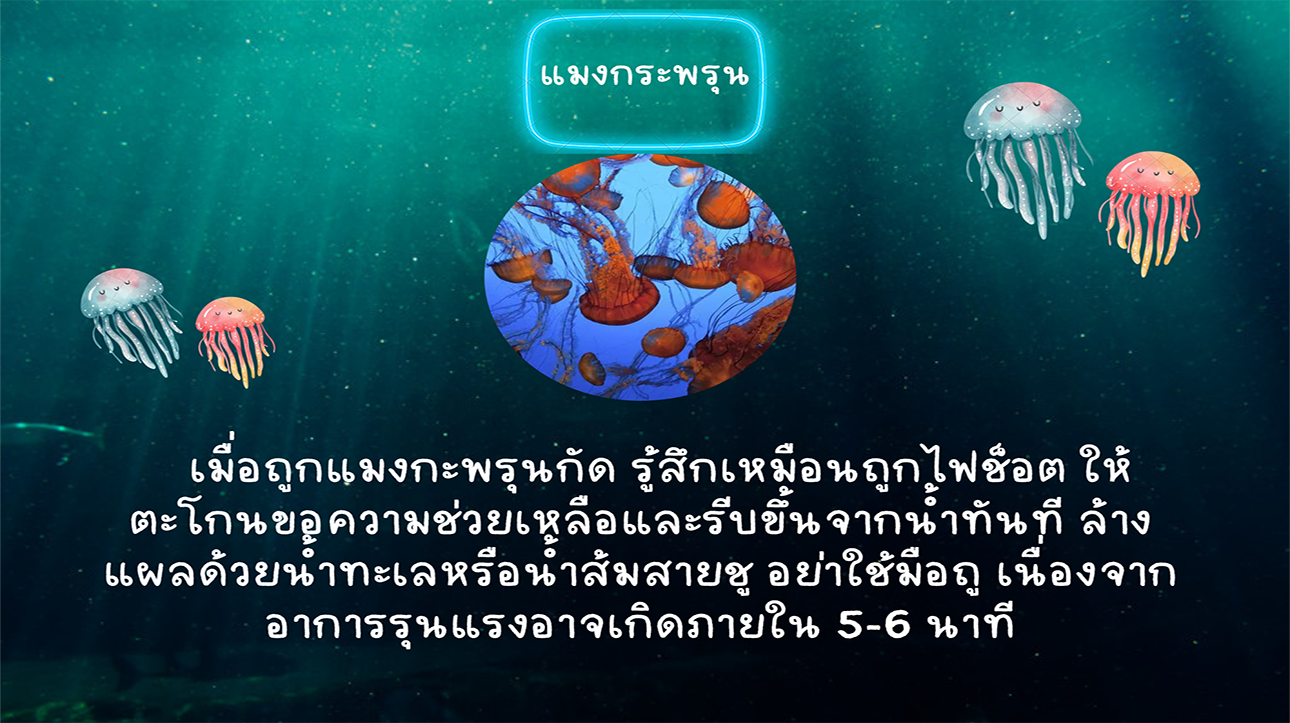 แมงกระพรุน
เมื่อถูกแมงกะพรุนกัด รู้สึกเหมือนถูกไฟช็อต ให้
ตะโกนขอความช่วยเหลือและรีบขึ้นจากน้ำทันที ล้าง
แผลด้วยน้ำทะเลหรือน้ำส้มสายชู อย่าใช้มือถู เนื่องจาก
อาการรุนแรงอาจเกิดภายใน 5-6 นาที